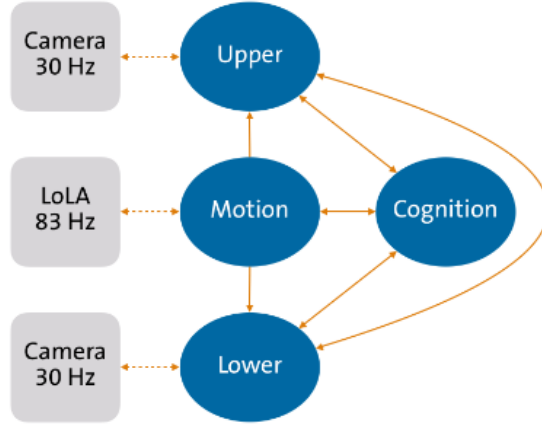 Camera
30 Hz
Upper
LoLA
83 Hz
Motion
Cognition
Camera
30 Hz
Lower